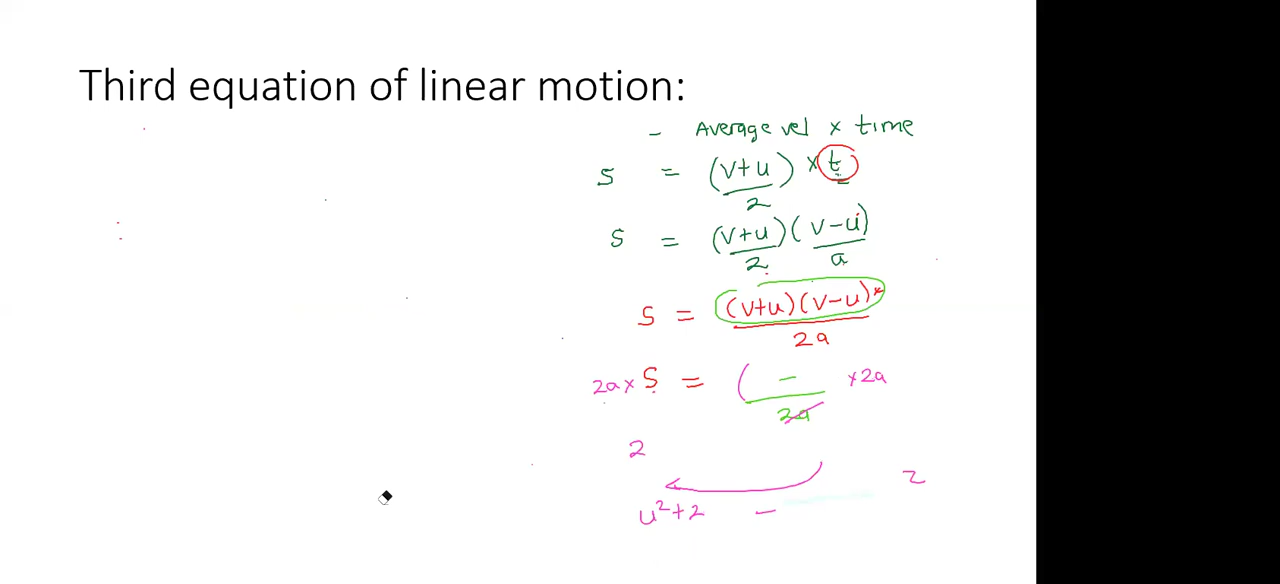 Third equation of linear motion:
- Average vel × time
s = (v+u)/2 × t
s = (v+u)/2 (v-u)/a
s = (v+u)(v-u)/2a
2a × s = ( -/2a × 2a
2
2
u²+2 -